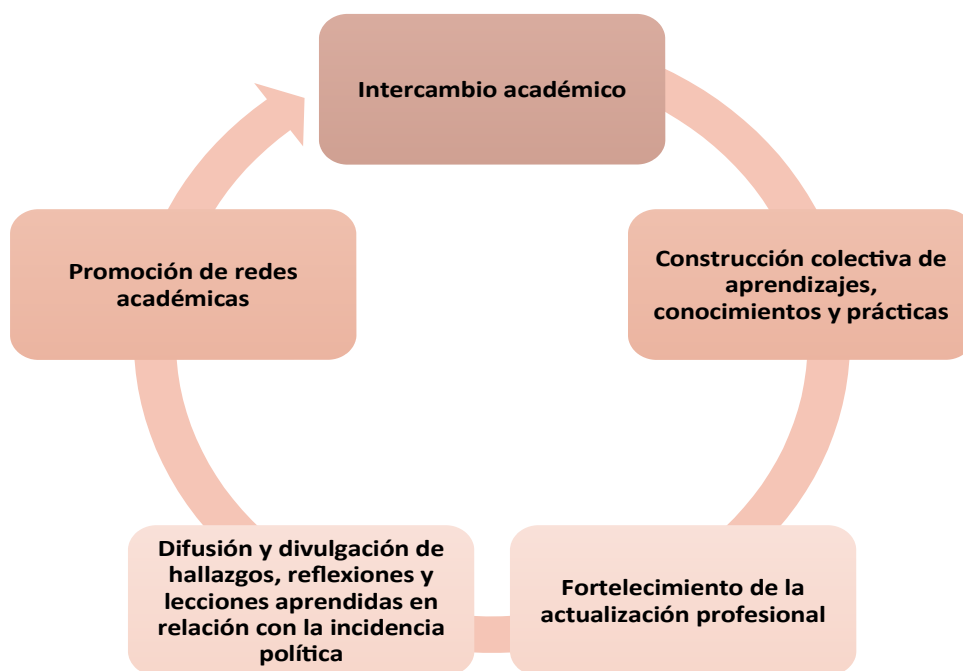 Intercambio académico
Construcción colectiva de
aprendizajes,
conocimientos y prácticas
Fortelecimiento de la
actualización profesional
Difusión y divulgación de
hallazgos, reflexiones y
lecciones aprendidas en
relación con la incidencia
política
Promoción de redes
académicas